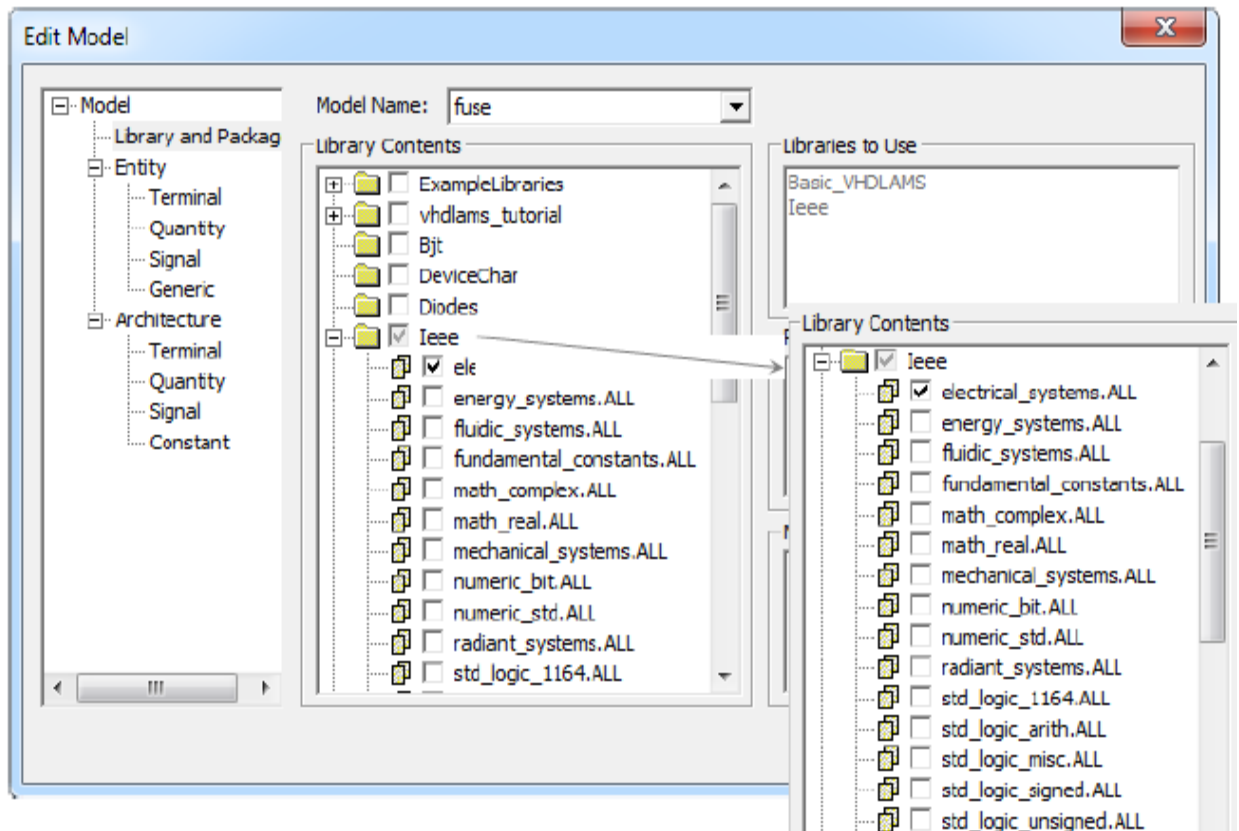 Edit Model
Model
Library and Packag
Entity
Terminal
Quantity
Signal
Generic
Architecture
Terminal
Quantity
Signal
Constant
Model Name:
fuse
Library Contents
ExampleLibraries
vhdlams_tutorial
Bjt
DeviceChar
Diodes
Ieee
ele
energy_systems.ALL
fluidic_systems.ALL
fundamental_constants.ALL
math_complex.ALL
math_real.ALL
mechanical_systems.ALL
numeric_bit.ALL
numeric_std.ALL
radiant_systems.ALL
std_logic_1164.ALL
Libraries to Use
Basic_VHDLAMS
Ieee
Library Contents
Ieee
electrical_systems.ALL
energy_systems.ALL
fluidic_systems.ALL
fundamental_constants.ALL
math_complex.ALL
math_real.ALL
mechanical_systems.ALL
numeric_bit.ALL
numeric_std.ALL
radiant_systems.ALL
std_logic_1164.ALL
std_logic_arith.ALL
std_logic_misc.ALL
std_logic_signed.ALL
std_logic_unsigned.ALL